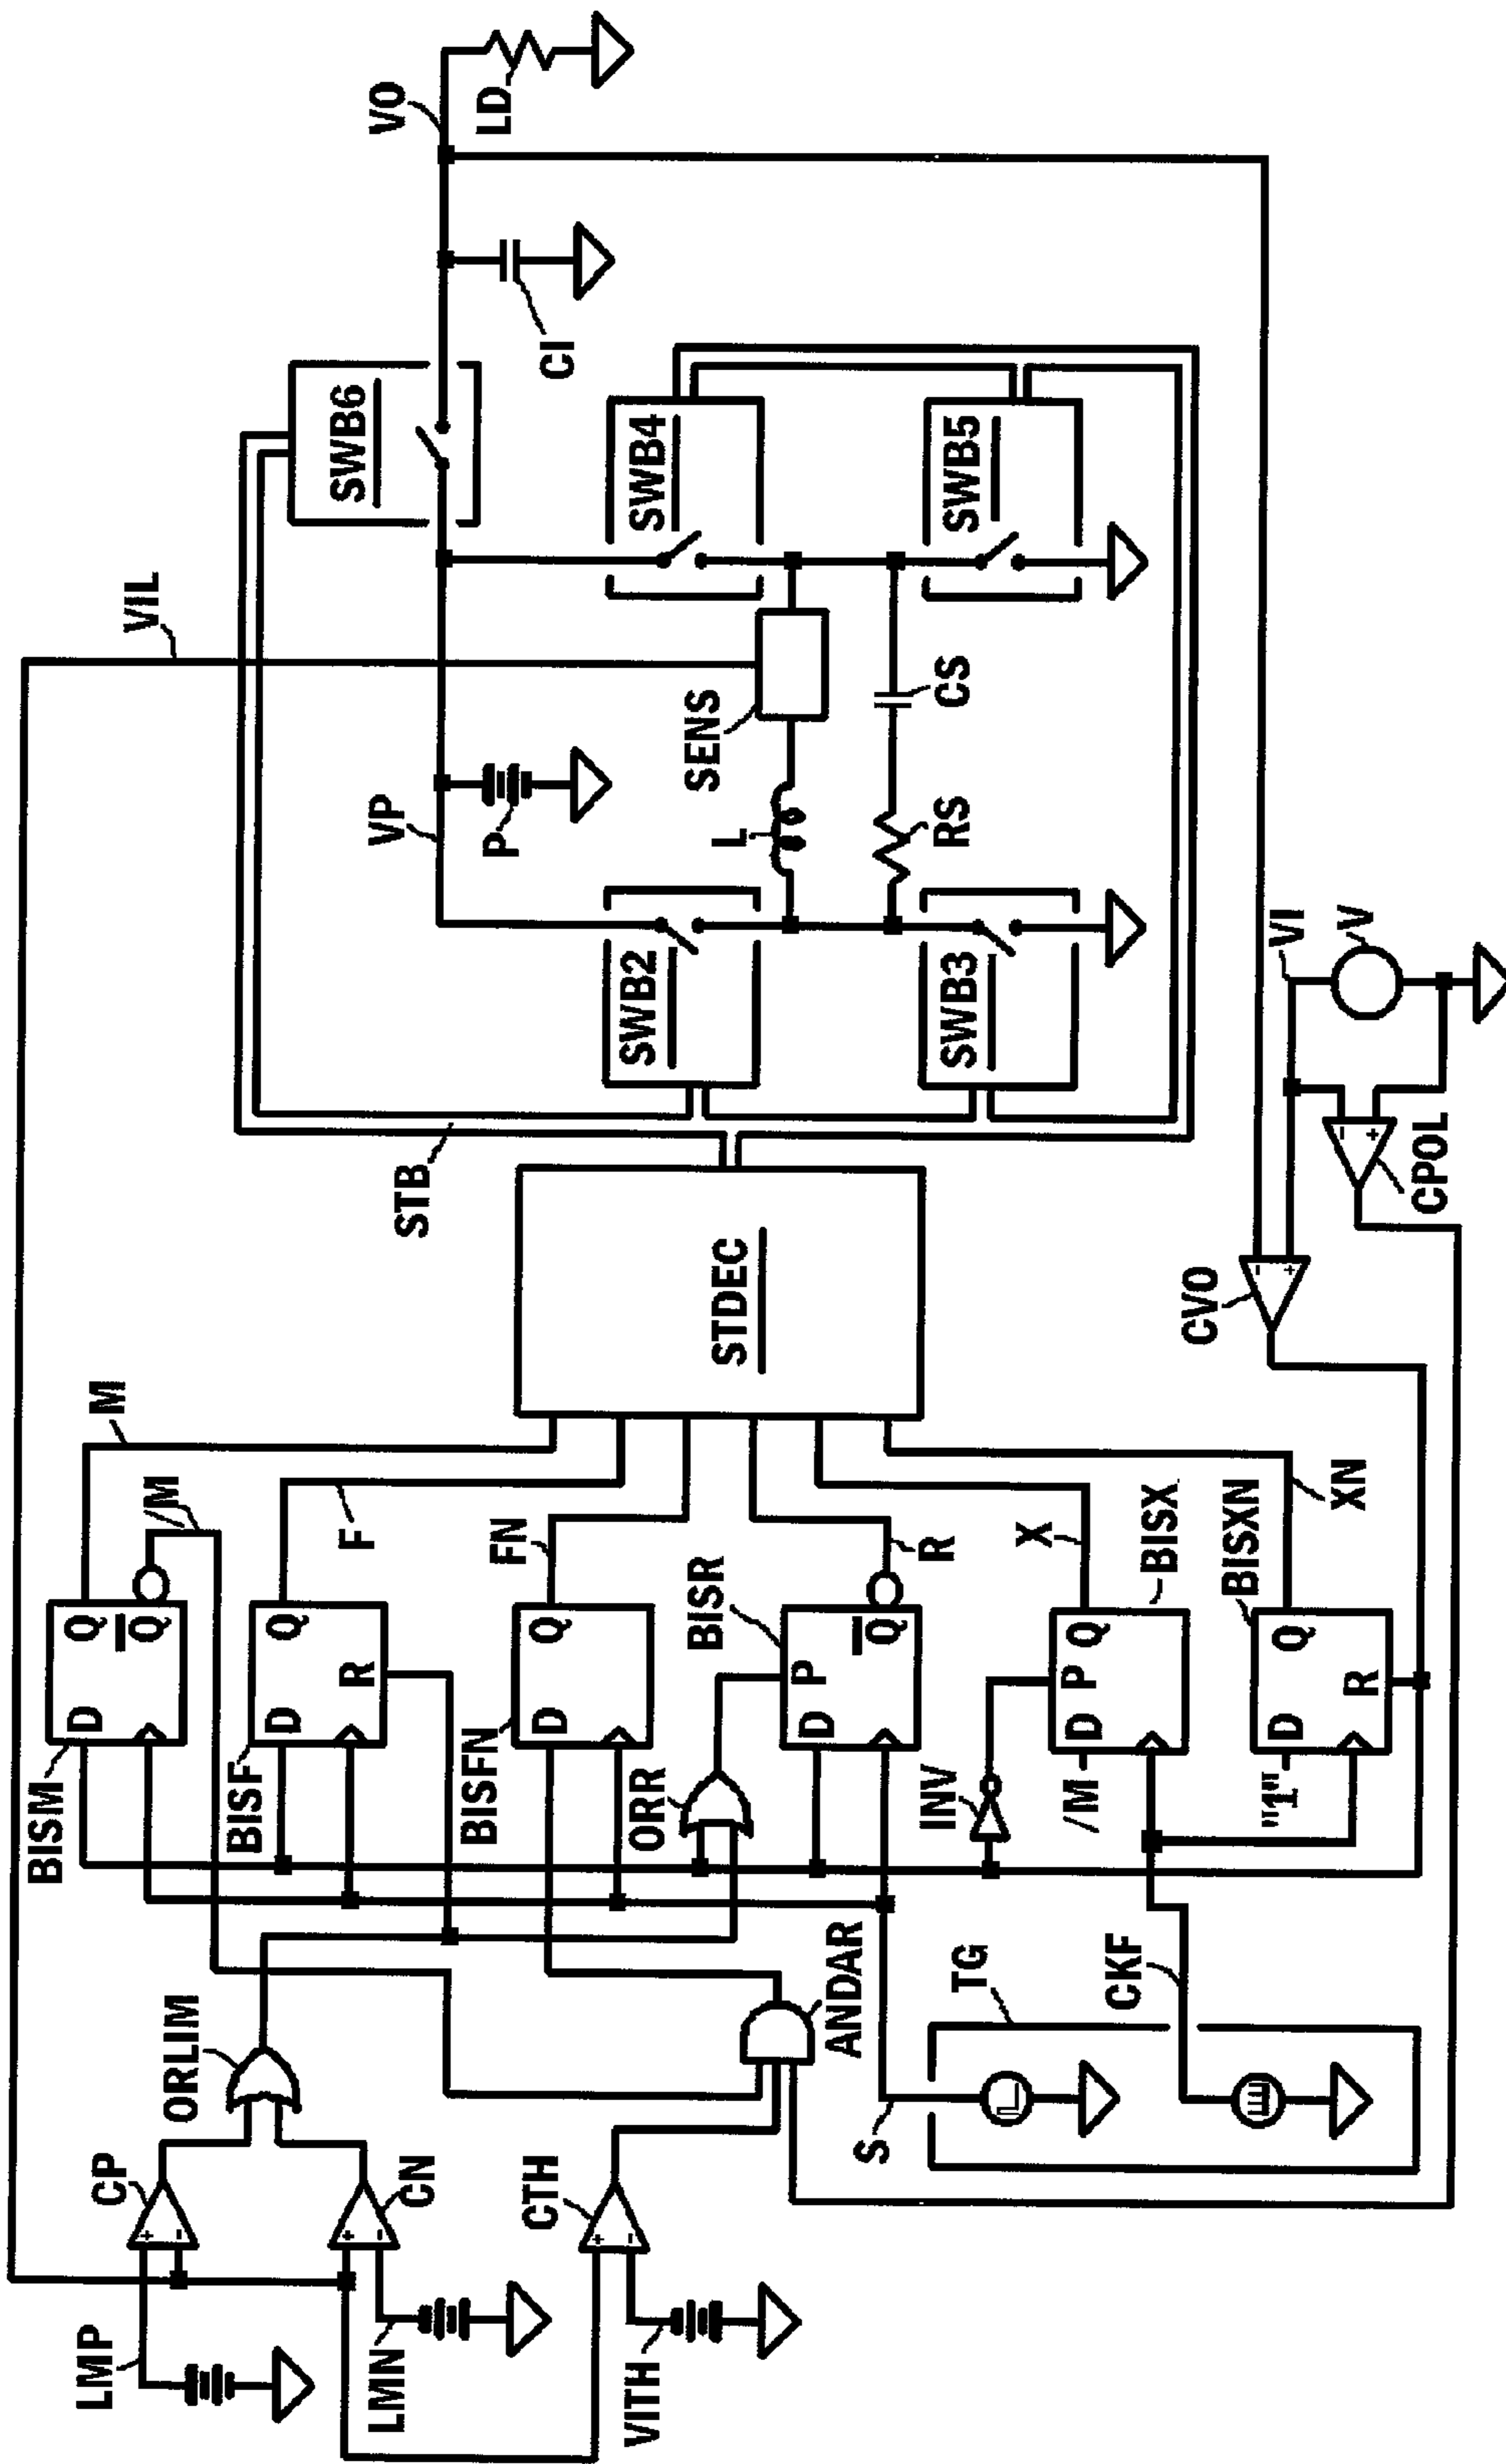 LMP
LMN
VITH
CP
+
-
CN
+
-
CTH
+
-
ORLIM
BISM
D
Q
Q
M
/M
BISF
D
Q
R
F
BISFN
D
Q
FN
ORR
BISR
P
D
Q
R
ANDAR
INV
/M
D
P
Q
X
BISX
"1"
D
Q
R
BISXN
XN
S
TG
CKF
STDEC
STB
CVO
-
+
CPOL
-
+
VI
V
VIL
VP
P
SWB2
SWB3
SWB4
SWB5
SWB6
L
SENS
RS
CS
CI
VO
LD